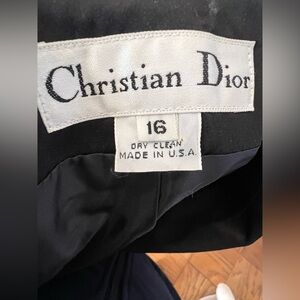 Christian Dior
16
DRY CLEAN
MADE IN U.S.A.